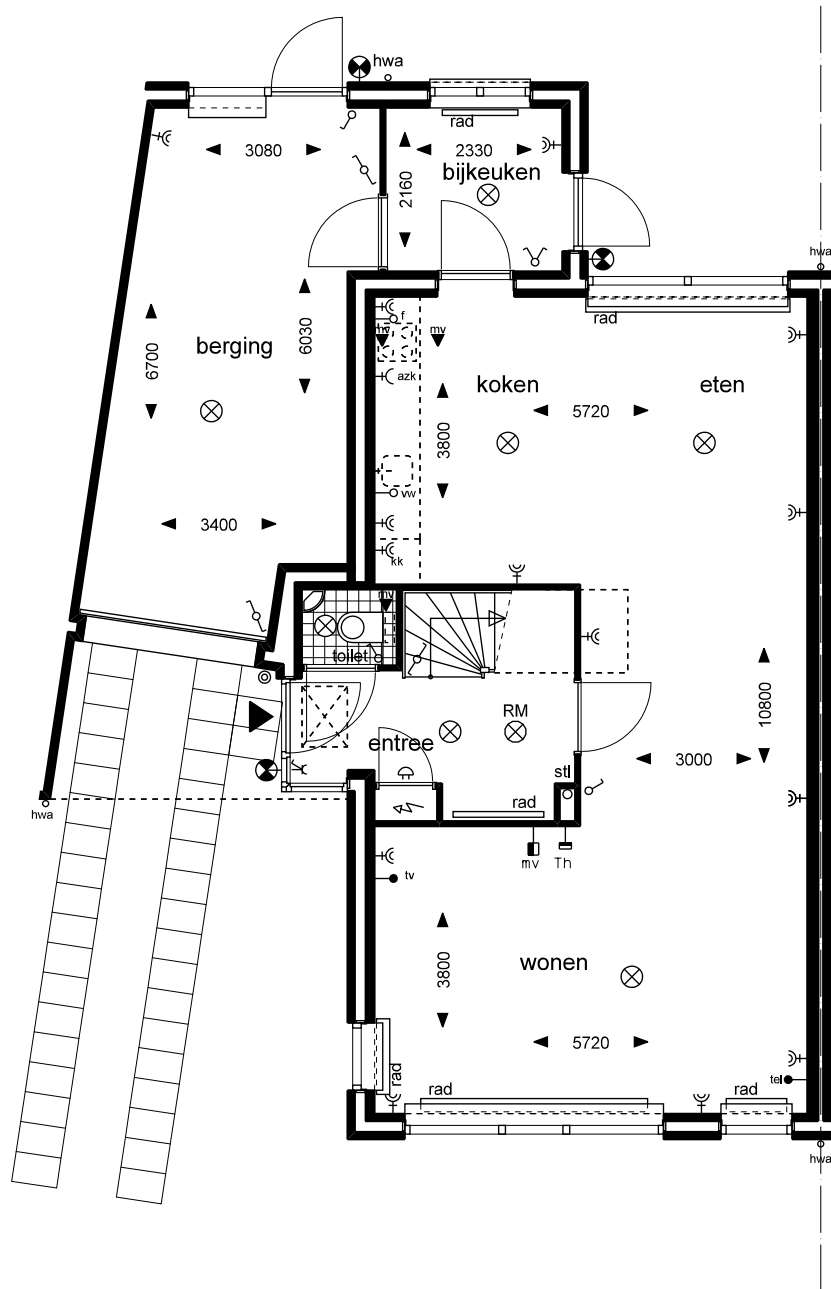 hwa
rad
3080
2330
bijkeuken
2160
hwa
rad
f
mv
mv
6700
6030
berging
azk
koken
eten
5720
3800
vw
3400
kk
mv
toilet
10800
RM
entree
3000
stl
rad
hwa
mv
Th
tv
wonen
3800
5720
rad
tel
rad
rad
hwa